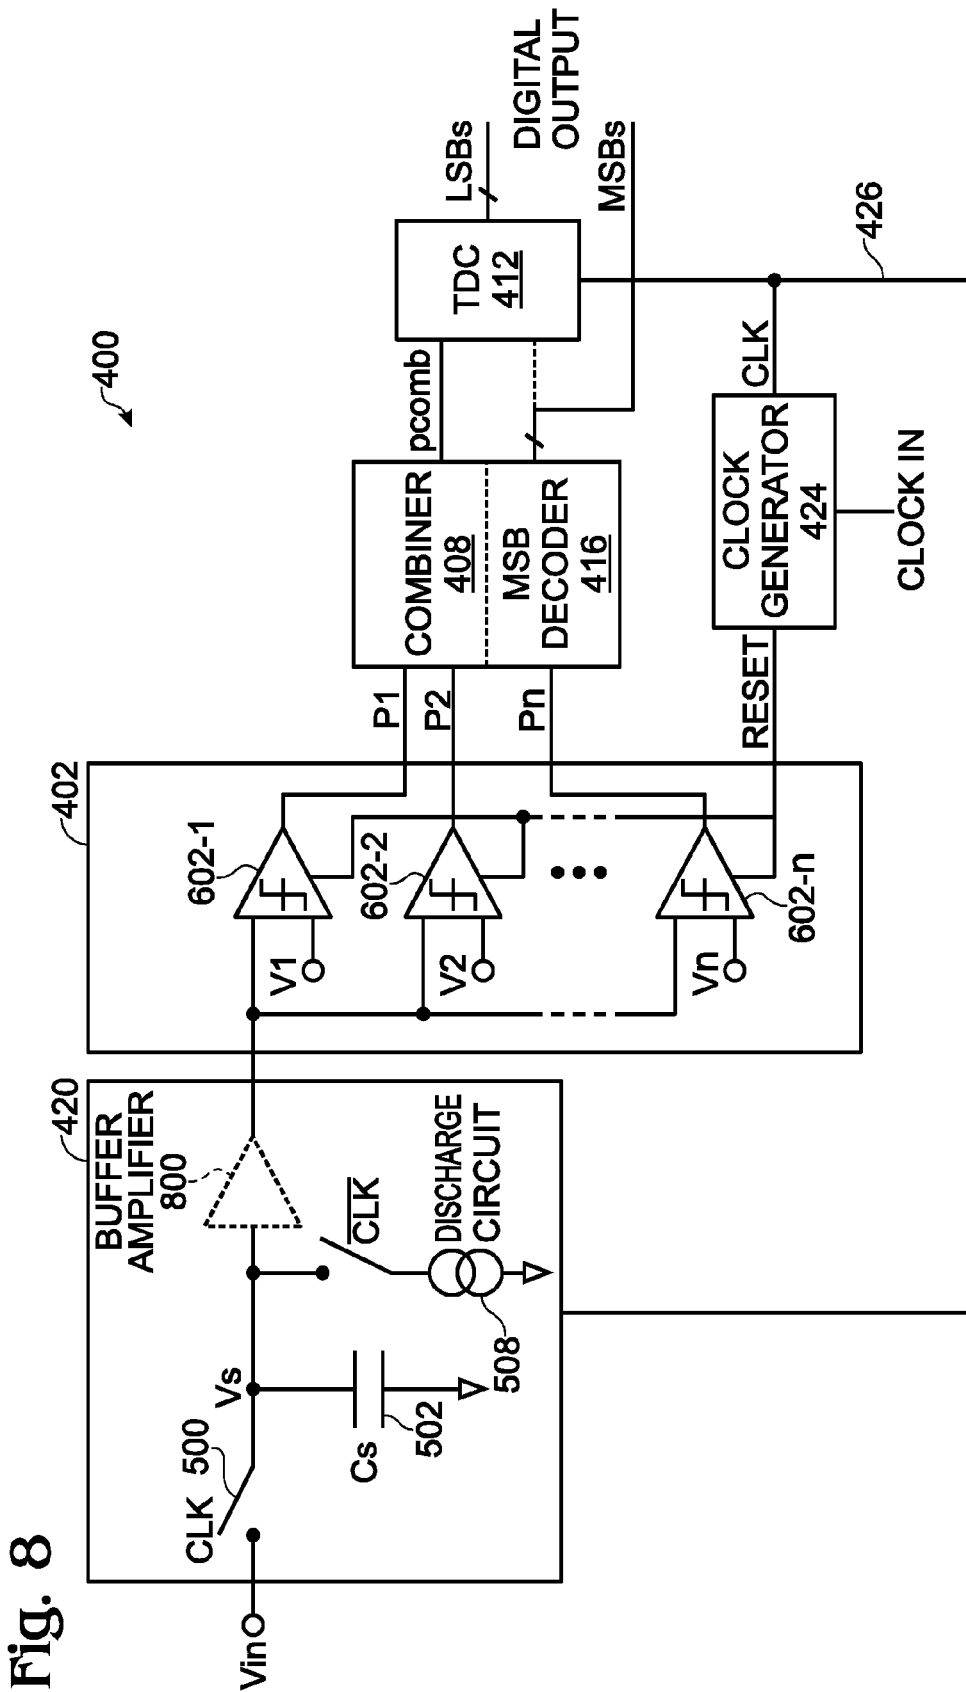 Fig. 8
400
420
BUFFER
AMPLIFIER
800
CLK
500
Vs
Vin
Cs
502
CLK
DISCHARGE
CIRCUIT
508
402
602-1
V1
602-2
V2
602-n
Vn
P1
P2
Pn
RESET
COMBINER
408
MSB
DECODER
416
pcomb
TDC
412
LSBs
DIGITAL
OUTPUT
MSBs
CLOCK
GENERATOR
424
CLK
CLOCK IN
426